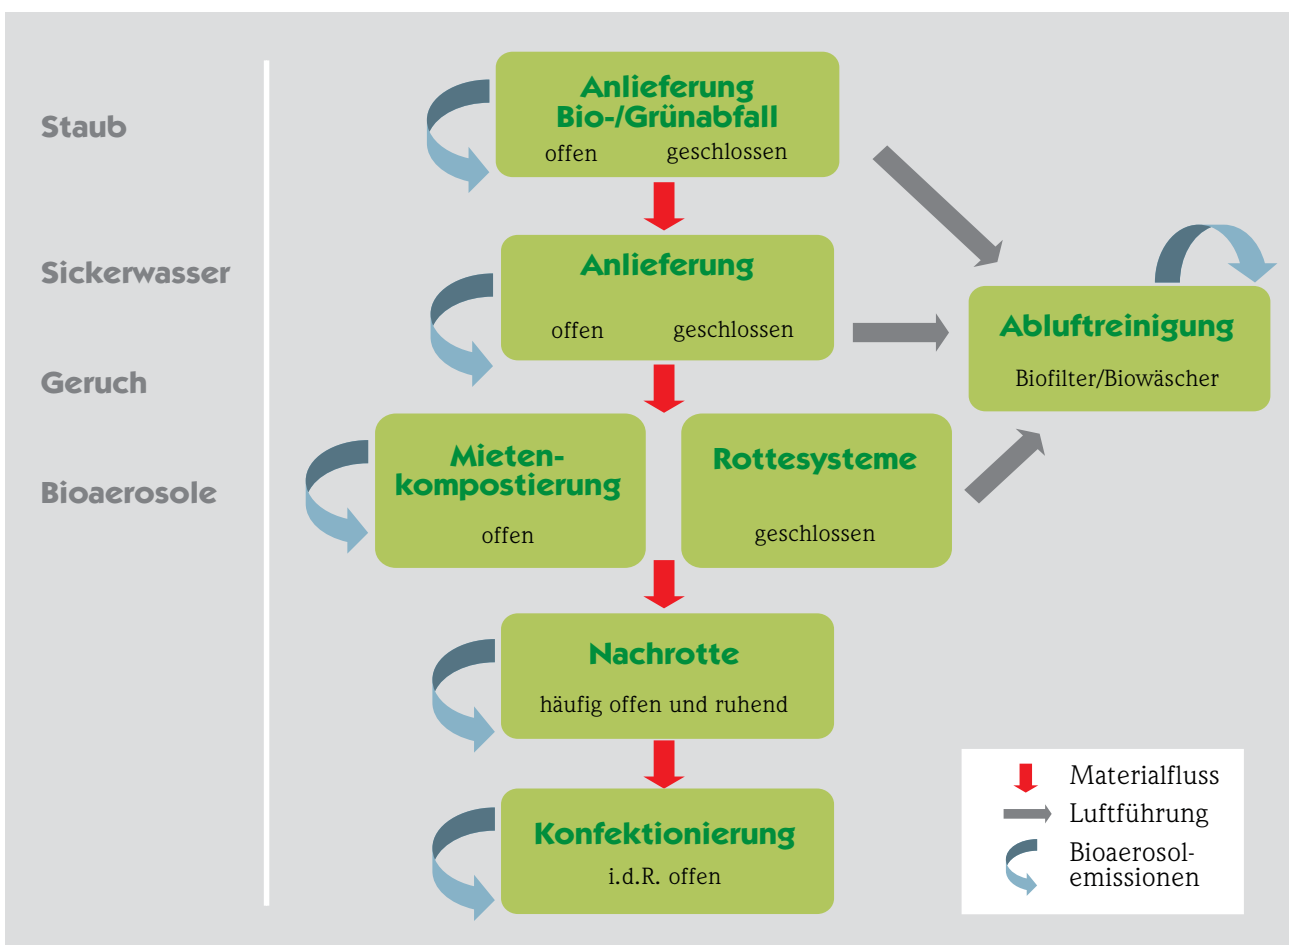 Staub
Sickerwasser
Geruch
Bioaerosole
Anlieferung
Bio-/Grünabfall
offen geschlossen
Anlieferung
offen geschlossen
Abluftreinigung
Biofilter/Biowäscher
Mieten-
kompostierung
offen
Rottesysteme
geschlossen
Nachrotte
häufig offen und ruhend
Konfektionierung
i.d.R. offen
Materialfluss
Luftführung
Bioaerosol-
emissionen